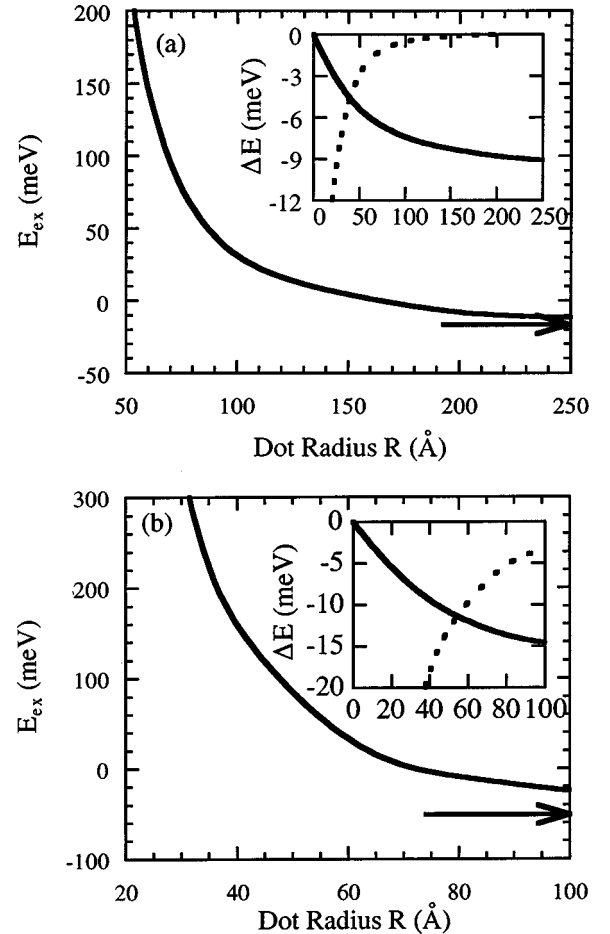 200
(a)
150
100
50
0
-50
E_ex (meV)
0
-3
-6
-9
-12
ΔE (meV)
0 50 100 150 200 250
50 100 150 200 250
Dot Radius R (Å)
300
(b)
200
100
0
-100
E_ex (meV)
0
-5
-10
-15
-20
ΔE (meV)
0 20 40 60 80 100
20 40 60 80 100
Dot Radius R (Å)